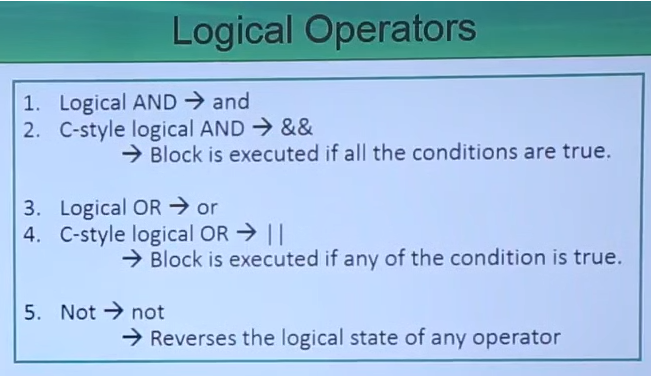 Logical Operators
1. Logical AND → and
2. C-style logical AND → &&
→ Block is executed if all the conditions are true.
3. Logical OR → or
4. C-style logical OR → ||
→ Block is executed if any of the condition is true.
5. Not → not
→ Reverses the logical state of any operator